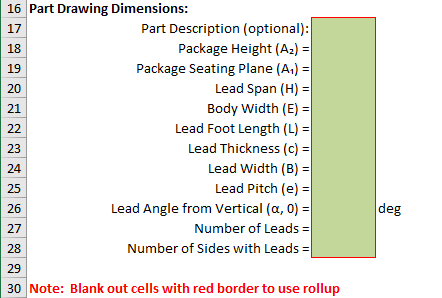 16 Part Drawing Dimensions:
17 Part Description (optional):
18 Package Height (A₂) =
19 Package Seating Plane (A₁) =
20 Lead Span (H) =
21 Body Width (E) =
22 Lead Foot Length (L) =
23 Lead Thickness (c) =
24 Lead Width (B) =
25 Lead Pitch (e) =
26 Lead Angle from Vertical (α, 0) = deg
27 Number of Leads =
28 Number of Sides with Leads =
29
30 Note: Blank out cells with red border to use rollup